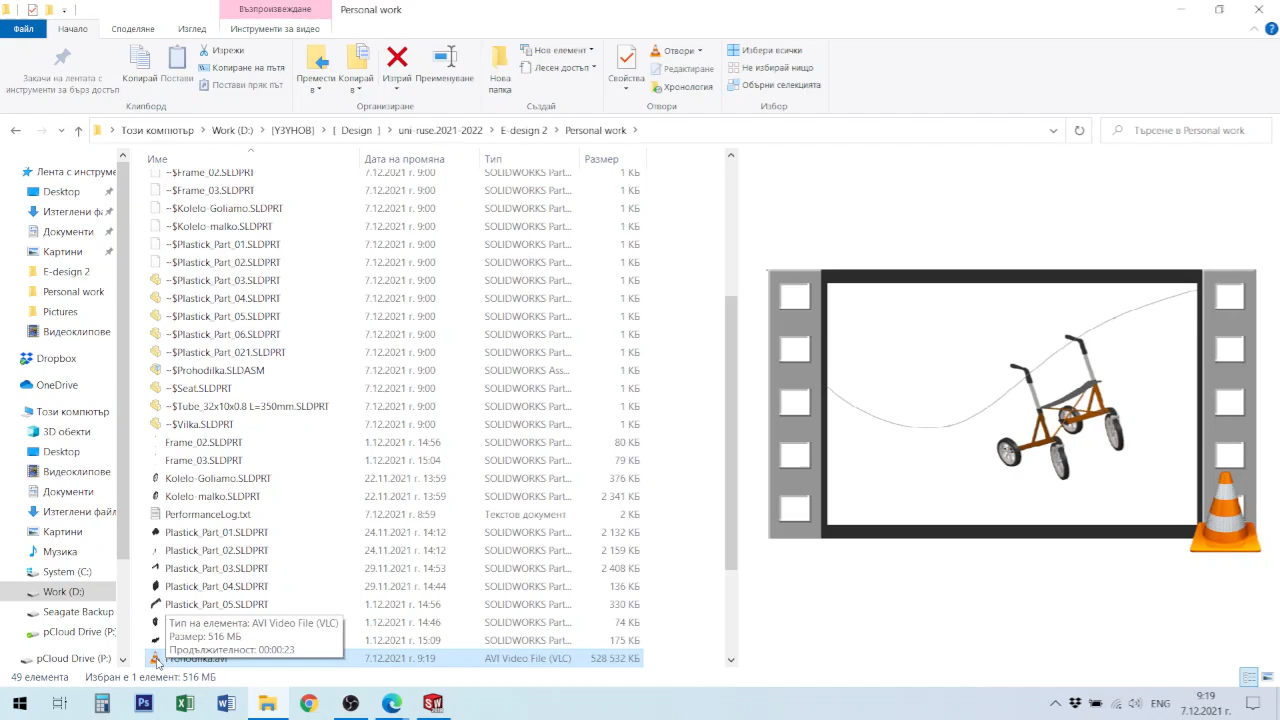 Възпроизвеждане
Personal work
Файл
Начало
Споделяне
Изглед
Инструменти за видео
Закачи на лентата с
инструменти за бърз достъп
Копирай
Постави
Изрежи
Копиране на пътя
Постави пряк път
Клипборд
Премести
в
Копирай
в
Изтрий
Преименуване
Организиране
Нова
папка
Нов елемент
Лесен достъп
Създай
Свойства
Отвори
Редактиране
Хронология
Отвори
Избери всички
Не избирай нищо
Обърни селекцията
Избор
Този компютър
Work (D:)
[УЗУНОВ]
[ Design ]
uni-ruse.2021-2022
E-design 2
Personal work
Търсене в Personal work
Лента с инструме
Desktop
Изтеглени фа
Документи
Картини
E-design 2
Personal work
Pictures
Видеоклипове
Dropbox
OneDrive
Този компютър
3D обекти
Desktop
Видеоклипове
Документи
Изтеглени файл
Картини
Музика
System (C:)
Work (D:)
Seagate Backup
pCloud Drive (P:
pCloud Drive (P:)
Име Дата на промяна Тип Размер
~$Frame_02.SLDPRT 7.12.2021 г. 9:00 SOLIDWORKS Part... 1 КБ
~$Frame_03.SLDPRT 7.12.2021 г. 9:00 SOLIDWORKS Part... 1 КБ
~$Kolelo-Goliamo.SLDPRT 7.12.2021 г. 9:00 SOLIDWORKS Part... 1 КБ
~$Kolelo-malko.SLDPRT 7.12.2021 г. 9:00 SOLIDWORKS Part... 1 КБ
~$Plastick_Part_01.SLDPRT 7.12.2021 г. 9:00 SOLIDWORKS Part... 1 КБ
~$Plastick_Part_02.SLDPRT 7.12.2021 г. 9:00 SOLIDWORKS Part... 1 КБ
~$Plastick_Part_03.SLDPRT 7.12.2021 г. 9:00 SOLIDWORKS Part... 1 КБ
~$Plastick_Part_04.SLDPRT 7.12.2021 г. 9:00 SOLIDWORKS Part... 1 КБ
~$Plastick_Part_05.SLDPRT 7.12.2021 г. 9:00 SOLIDWORKS Part... 1 КБ
~$Plastick_Part_06.SLDPRT 7.12.2021 г. 9:00 SOLIDWORKS Part... 1 КБ
~$Plastick_Part_021.SLDPRT 7.12.2021 г. 9:00 SOLIDWORKS Part... 1 КБ
~$Prohodilka.SLDASM 7.12.2021 г. 9:00 SOLIDWORKS Ass... 1 КБ
~$Seat.SLDPRT 7.12.2021 г. 9:00 SOLIDWORKS Part... 1 КБ
~$Tube_32x10x0.8 L=350mm.SLDPRT 7.12.2021 г. 9:00 SOLIDWORKS Part... 1 КБ
~$Vilka.SLDPRT 7.12.2021 г. 9:00 SOLIDWORKS Part... 1 КБ
Frame_02.SLDPRT 1.12.2021 г. 14:56 SOLIDWORKS Part... 80 КБ
Frame_03.SLDPRT 1.12.2021 г. 15:04 SOLIDWORKS Part... 79 КБ
Kolelo-Goliamo.SLDPRT 22.11.2021 г. 13:59 SOLIDWORKS Part... 376 КБ
Kolelo-malko.SLDPRT 22.11.2021 г. 13:59 SOLIDWORKS Part... 2 341 КБ
PerformanceLog.txt 7.12.2021 г. 8:59 Текстов документ 2 КБ
Plastick_Part_01.SLDPRT 24.11.2021 г. 14:12 SOLIDWORKS Part... 2 132 КБ
Plastick_Part_02.SLDPRT 24.11.2021 г. 14:12 SOLIDWORKS Part... 2 159 КБ
Plastick_Part_03.SLDPRT 29.11.2021 г. 14:53 SOLIDWORKS Part... 2 408 КБ
Plastick_Part_04.SLDPRT 29.11.2021 г. 14:44 SOLIDWORKS Part... 136 КБ
Plastick_Part_05.SLDPRT 1.12.2021 г. 14:56 SOLIDWORKS Part... 330 КБ
1.12.2021 г. 14:46 SOLIDWORKS Part... 74 КБ
1.12.2021 г. 15:09 SOLIDWORKS Part... 175 КБ
Prohodilka.avi 7.12.2021 г. 9:19 AVI Video File (VLC) 528 532 КБ
Тип на елемента: AVI Video File (VLC)
Размер: 516 МБ
Продължителност: 00:00:23
49 елемента
Избран е 1 елемент: 516 МБ
ENG
9:19
7.12.2021 г.